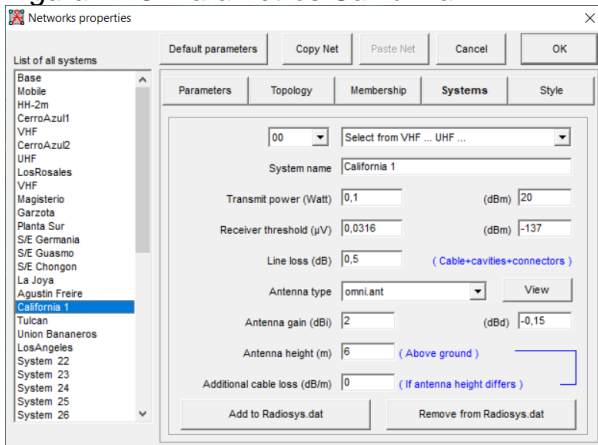 Networks properties
Default parameters
Copy Net
Paste Net
Cancel
OK
List of all systems
Base
Mobile
HH-2m
CerroAzul1
VHF
CerroAzul2
UHF
LosRosales
VHF
Magisterio
Garzota
Planta Sur
S/E Germania
S/E Guasmo
S/E Chongon
La Joya
Agustin Freire
California 1
Tulcan
Union Bananeros
LosAngeles
System 22
System 23
System 24
System 25
System 26
Parameters
Topology
Membership
Systems
Style
00
Select from VHF ... UHF ...
System name California 1
Transmit power (Watt) 0,1 (dBm) 20
Receiver threshold (µV) 0,0316 (dBm) -137
Line loss (dB) 0,5 ( Cable+cavities+connectors )
Antenna type omni.ant View
Antenna gain (dBi) 2 (dBd) -0,15
Antenna height (m) 6 ( Above ground )
Additional cable loss (dB/m) 0 ( If antenna height differs )
Add to Radiosys.dat
Remove from Radiosys.dat